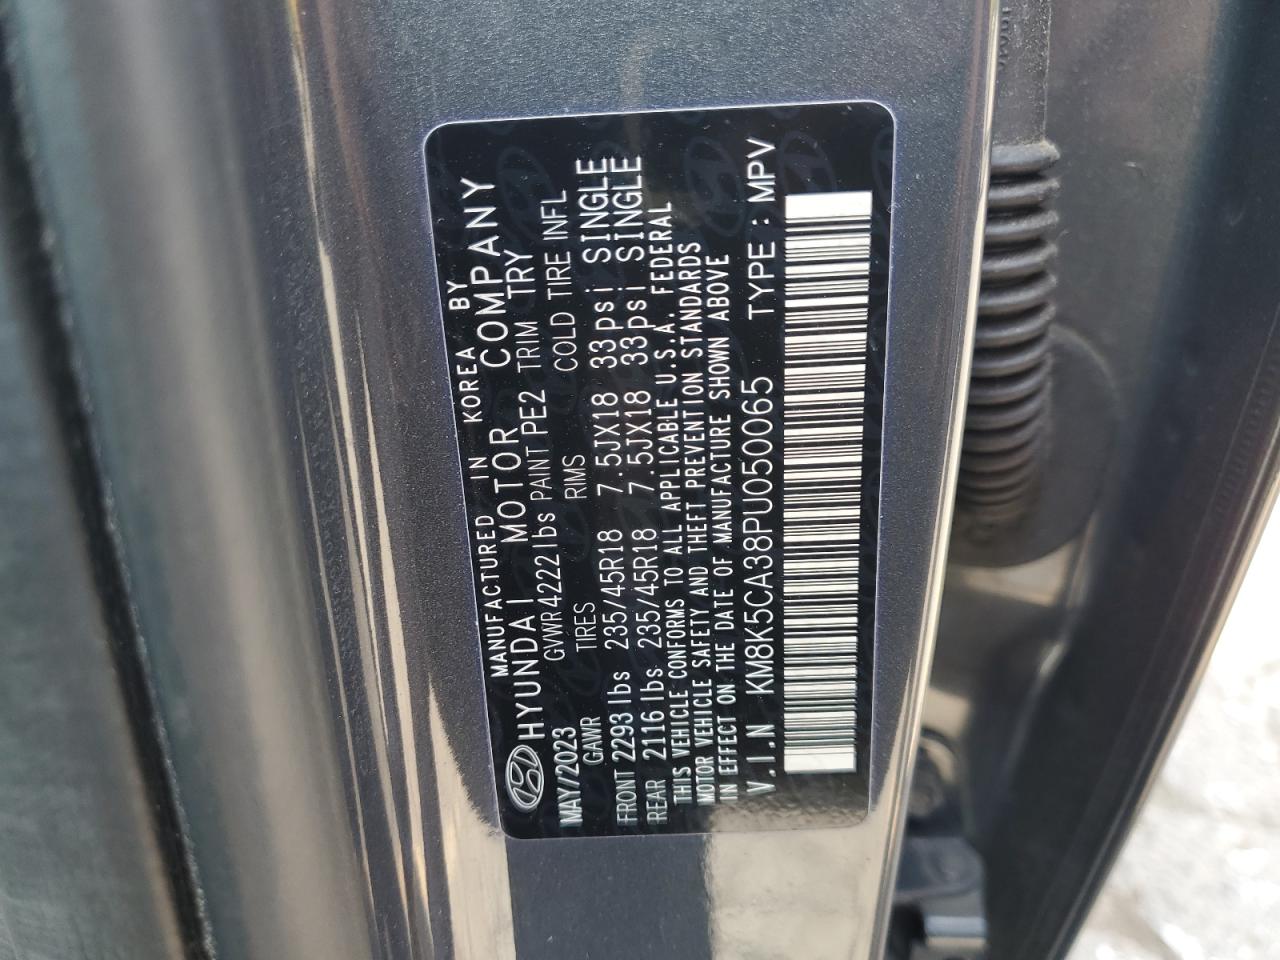 MANUFACTURED IN KOREA BY
HYUNDAI MOTOR COMPANY
MAY/2023 GVWR 4222 lbs PAINT PE2 TRIM TRY
GAWR TIRES RIMS COLD TIRE INFL
FRONT 2293 lbs 235/45R18 7.5JX18 33psi SINGLE
REAR 2116 lbs 235/45R18 7.5JX18 33psi SINGLE
THIS VEHICLE CONFORMS TO ALL APPLICABLE U.S.A. FEDERAL
MOTOR VEHICLE SAFETY AND THEFT PREVENTION STANDARDS
IN EFFECT ON THE DATE OF MANUFACTURE SHOWN ABOVE
V.I.N KM8K5CA38PU050065 TYPE : MPV